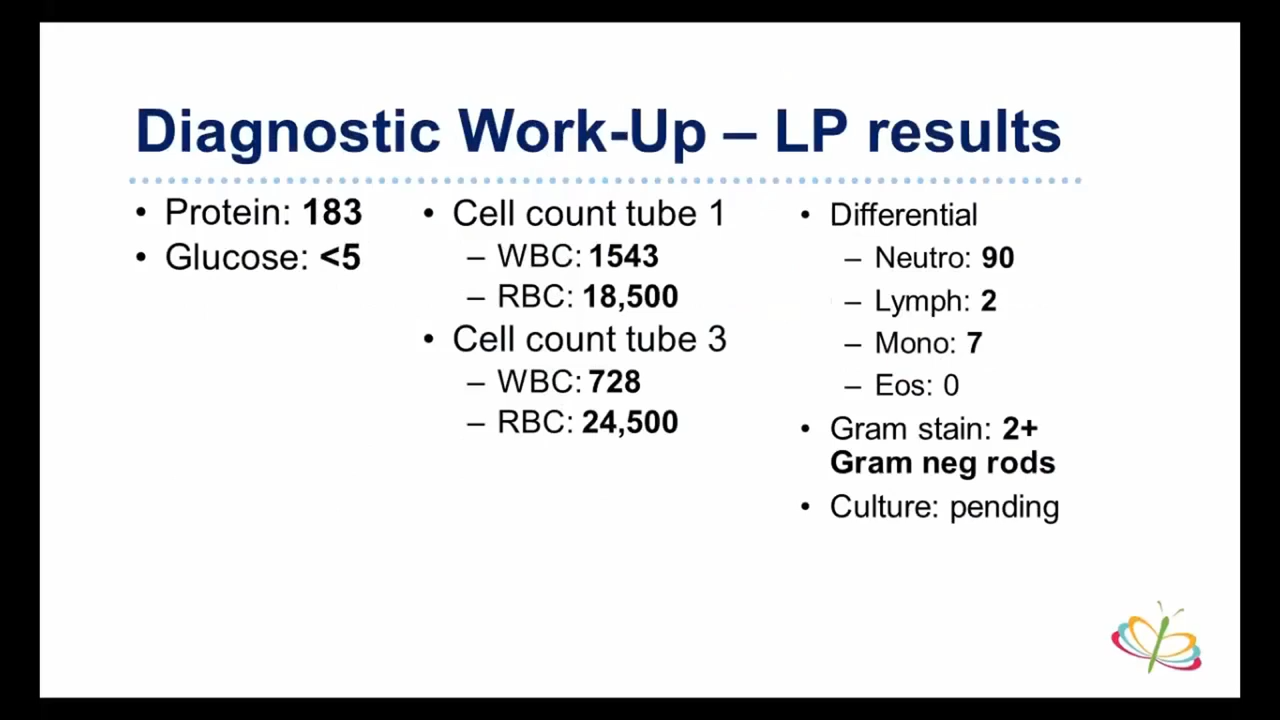 Diagnostic Work-Up – LP results
• Protein: 183
• Glucose: <5
• Cell count tube 1
– WBC: 1543
– RBC: 18,500
• Cell count tube 3
– WBC: 728
– RBC: 24,500
• Differential
– Neutro: 90
– Lymph: 2
– Mono: 7
– Eos: 0
• Gram stain: 2+
Gram neg rods
• Culture: pending